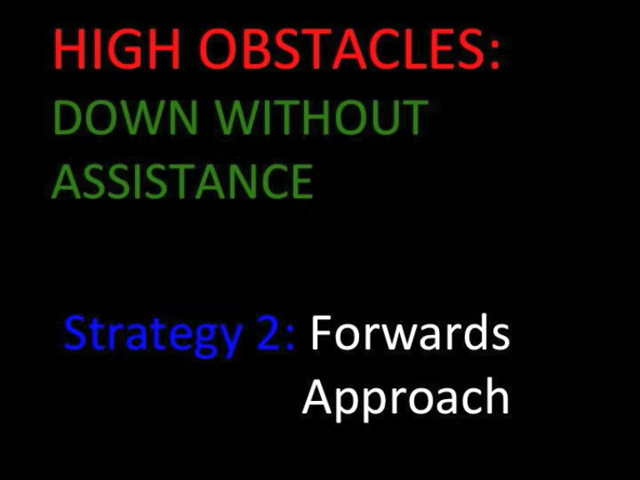 HIGH OBSTACLES:
DOWN WITHOUT
ASSISTANCE
Strategy 2: Forwards
Approach